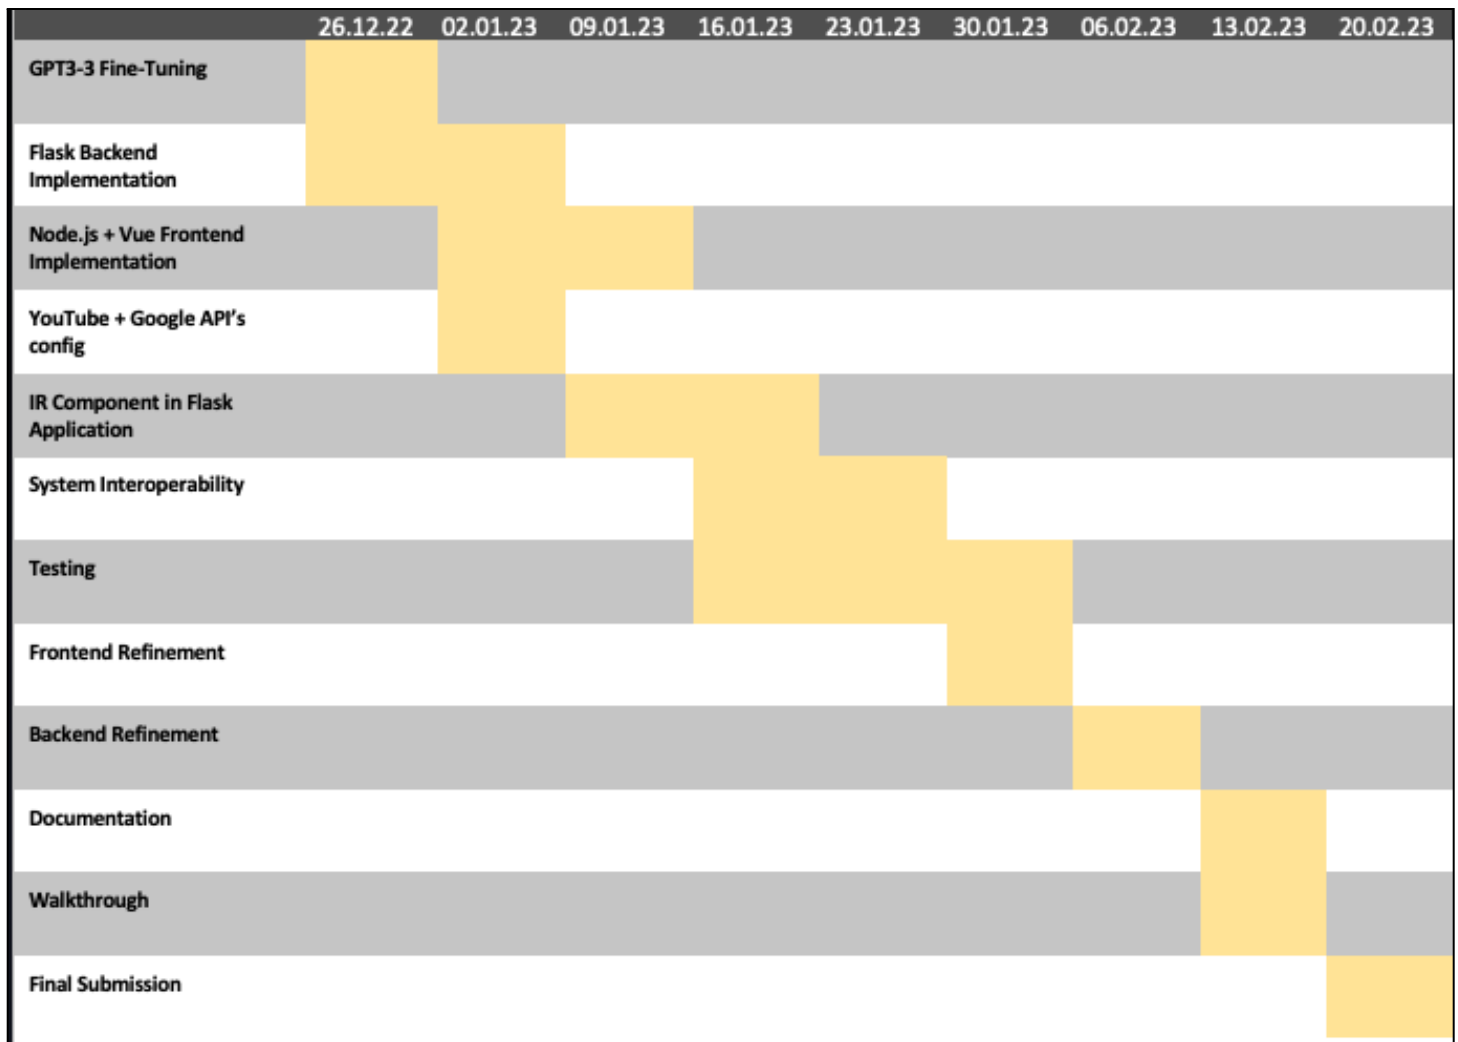 26.12.22 02.01.23 09.01.23 16.01.23 23.01.23 30.01.23 06.02.23 13.02.23 20.02.23
GPT3-3 Fine-Tuning
Flask Backend
Implementation
Node.js + Vue Frontend
Implementation
YouTube + Google API's
config
IR Component in Flask
Application
System Interoperability
Testing
Frontend Refinement
Backend Refinement
Documentation
Walkthrough
Final Submission